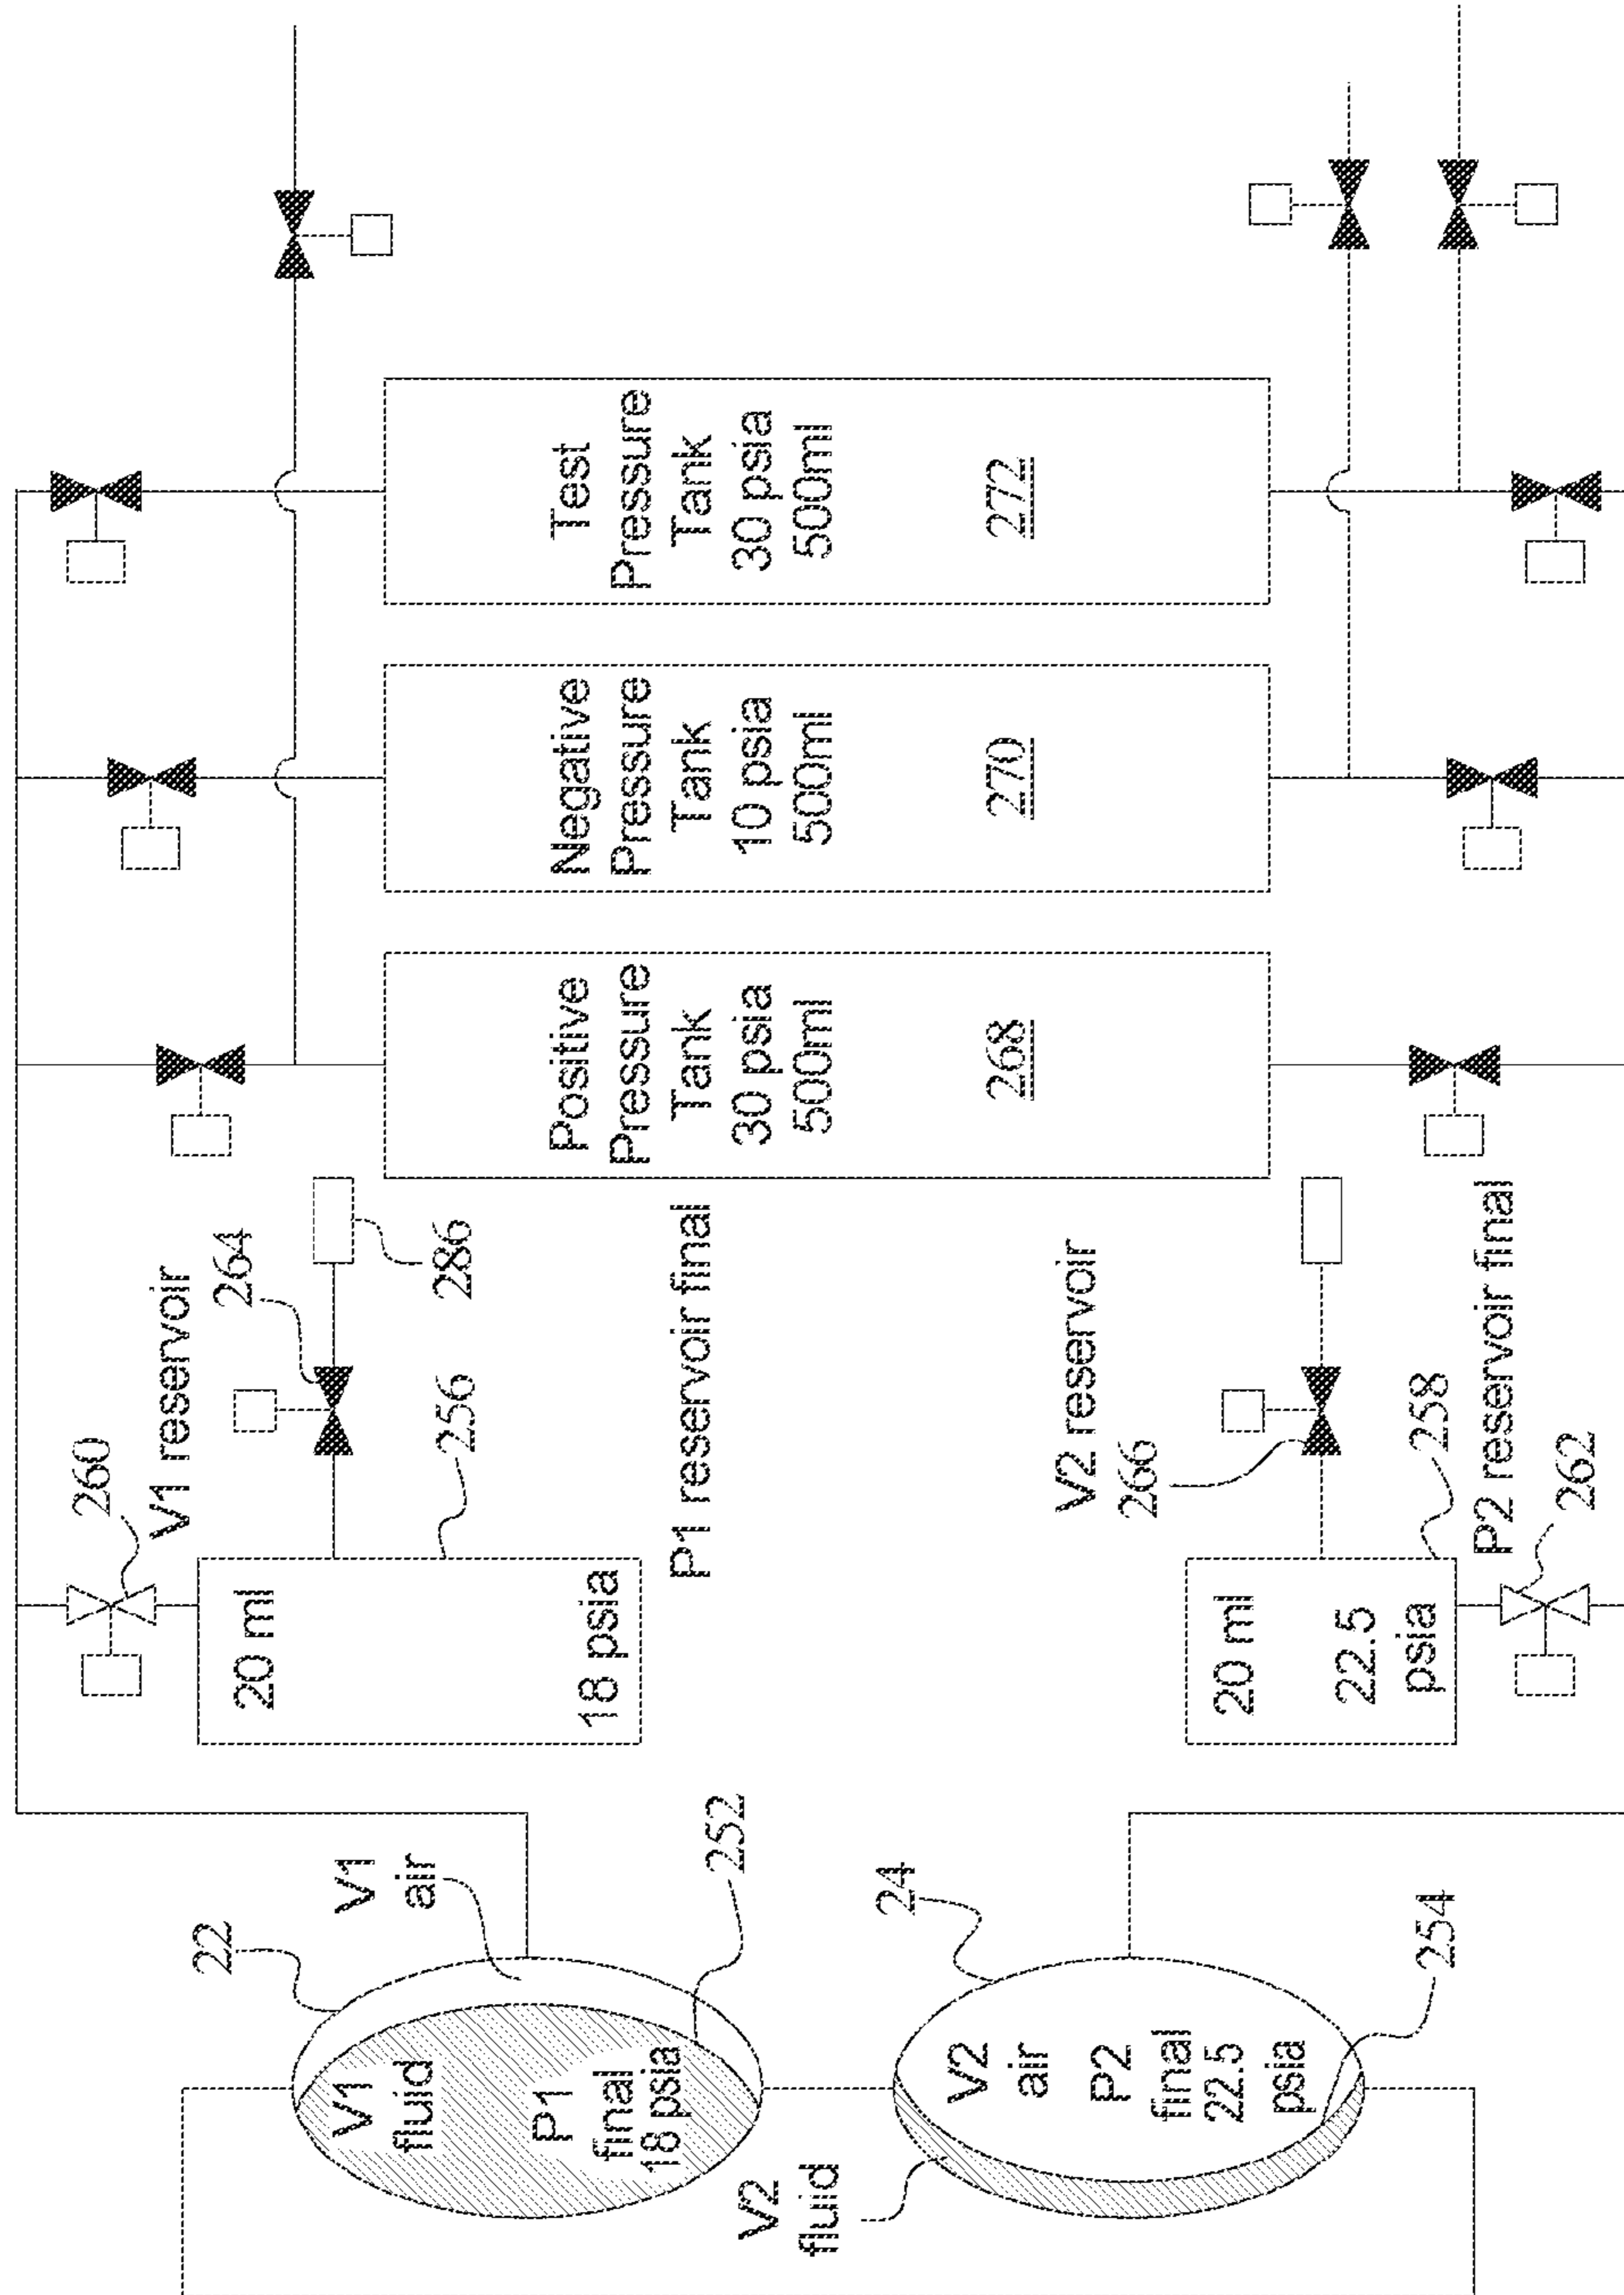 Test
Pressure
Tank
30 psia
500ml
272
Negative
Pressure
Tank
10 psia
500ml
270
Positive
Pressure
Tank
30 psia
500ml
268
V1 reservoir
264
286
260
256
20 ml
18 psia
P1 reservoir final
V2 reservoir
266
258
20 ml
22.5
psia
P2 reservoir final
262
22
V1
air
252
V1
fluid
P1
final
18 psia
24
254
V2
air
P2
final
22.5
psia
V2
fluid